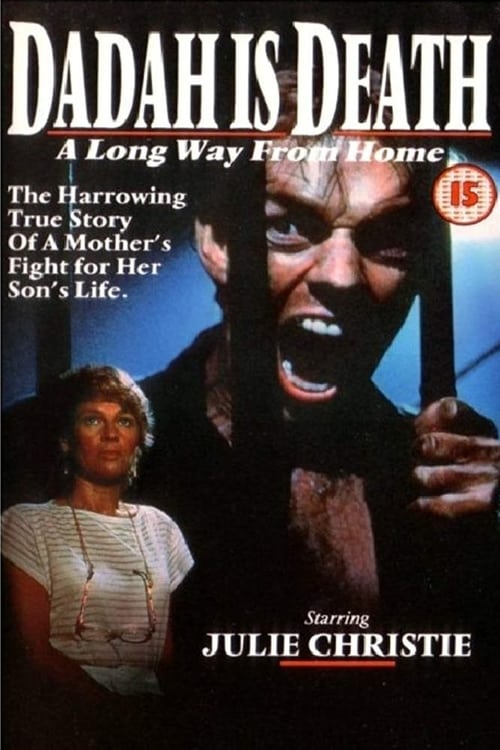 DADAH IS DEATH
A Long Way From Home
15
The Harrowing
True Story
Of A Mother's
Fight for Her
Son's Life.
Starring
JULIE CHRISTIE